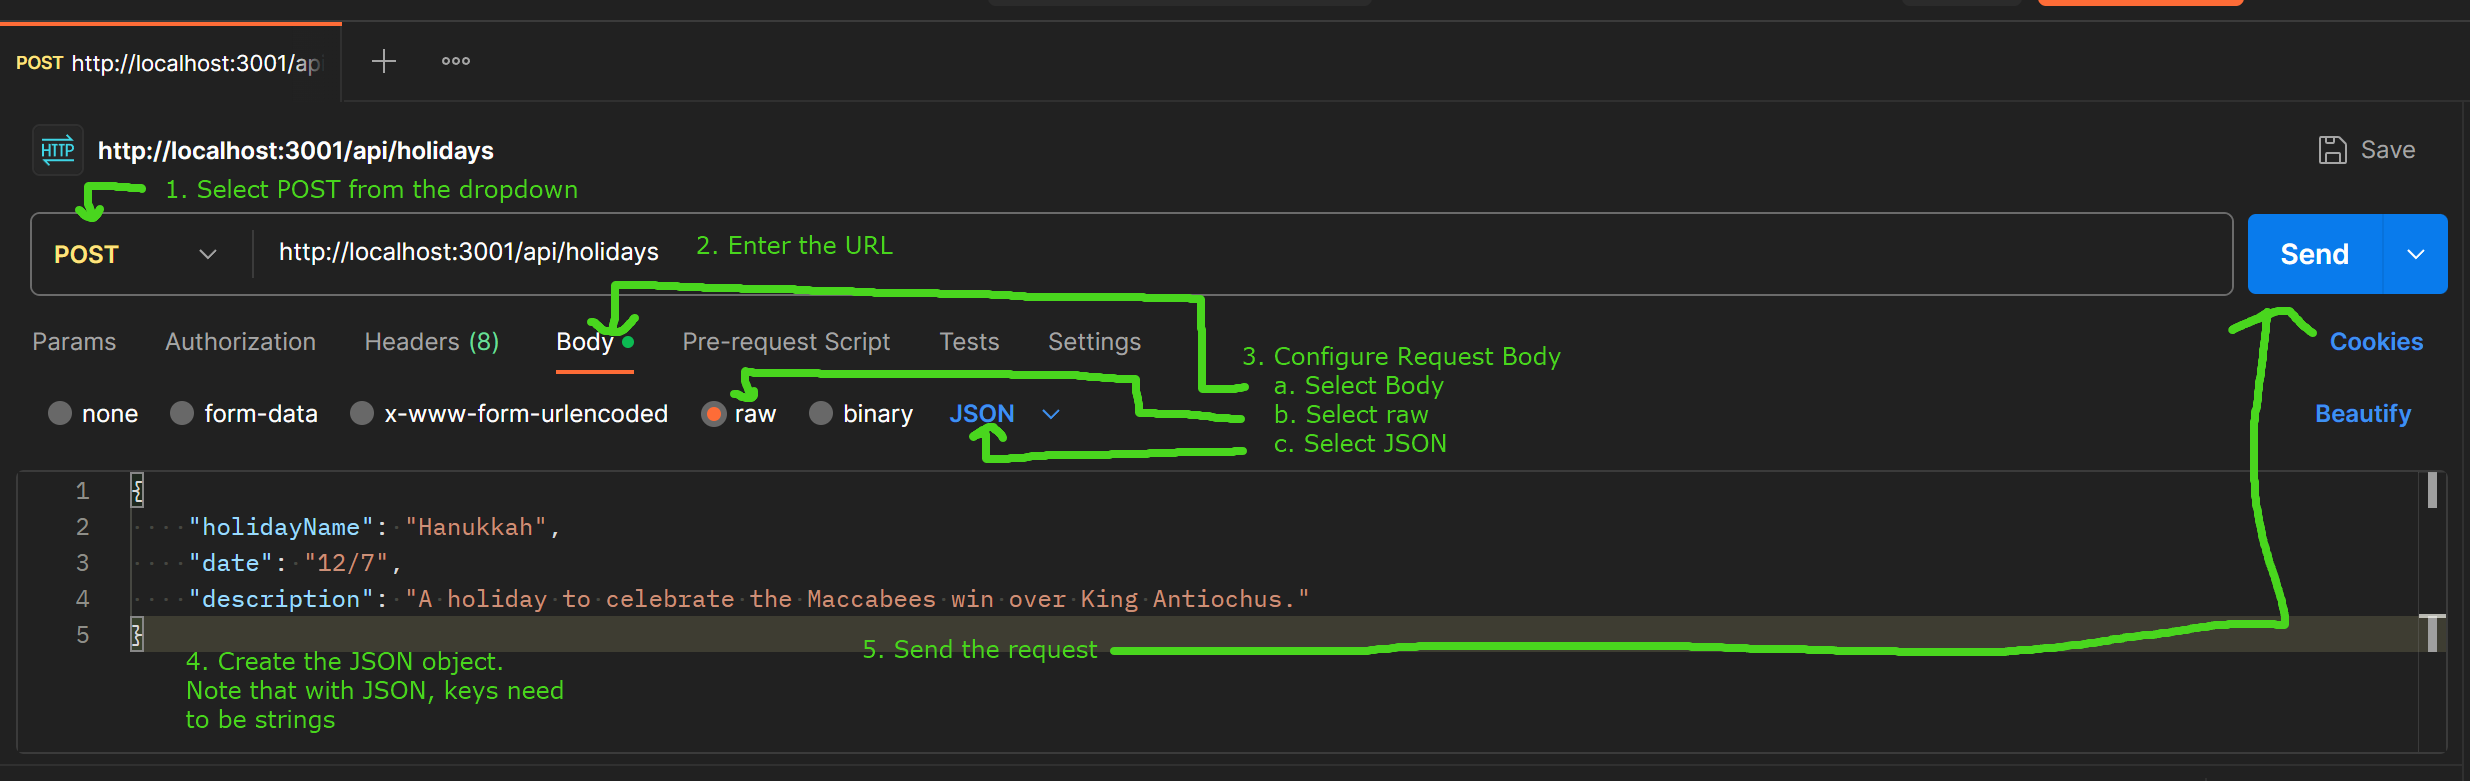 POST http://localhost:3001/api
HTTP http://localhost:3001/api/holidays
Save
1. Select POST from the dropdown
POST http://localhost:3001/api/holidays 2. Enter the URL
Send
Params Authorization Headers (8) Body Pre-request Script Tests Settings
Cookies
3. Configure Request Body
a. Select Body
b. Select raw
c. Select JSON
none form-data x-www-form-urlencoded raw binary JSON
Beautify
1 {
2 "holidayName": "Hanukkah",
3 "date": "12/7",
4 "description": "A holiday to celebrate the Maccabees win over King Antiochus."
5 }
5. Send the request
4. Create the JSON object.
Note that with JSON, keys need
to be strings